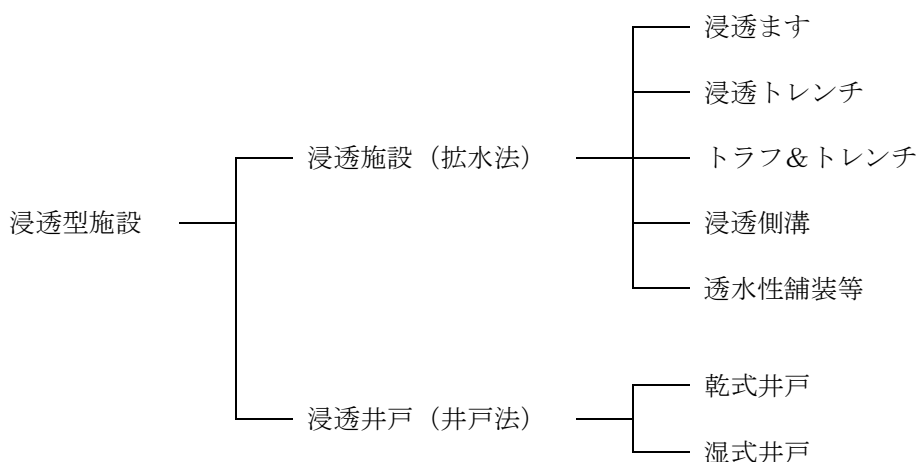 浸透型施設
浸透施設（拡水法）
浸透ます
浸透トレンチ
トラフ＆トレンチ
浸透側溝
透水性舗装等
浸透井戸（井戸法）
乾式井戸
湿式井戸